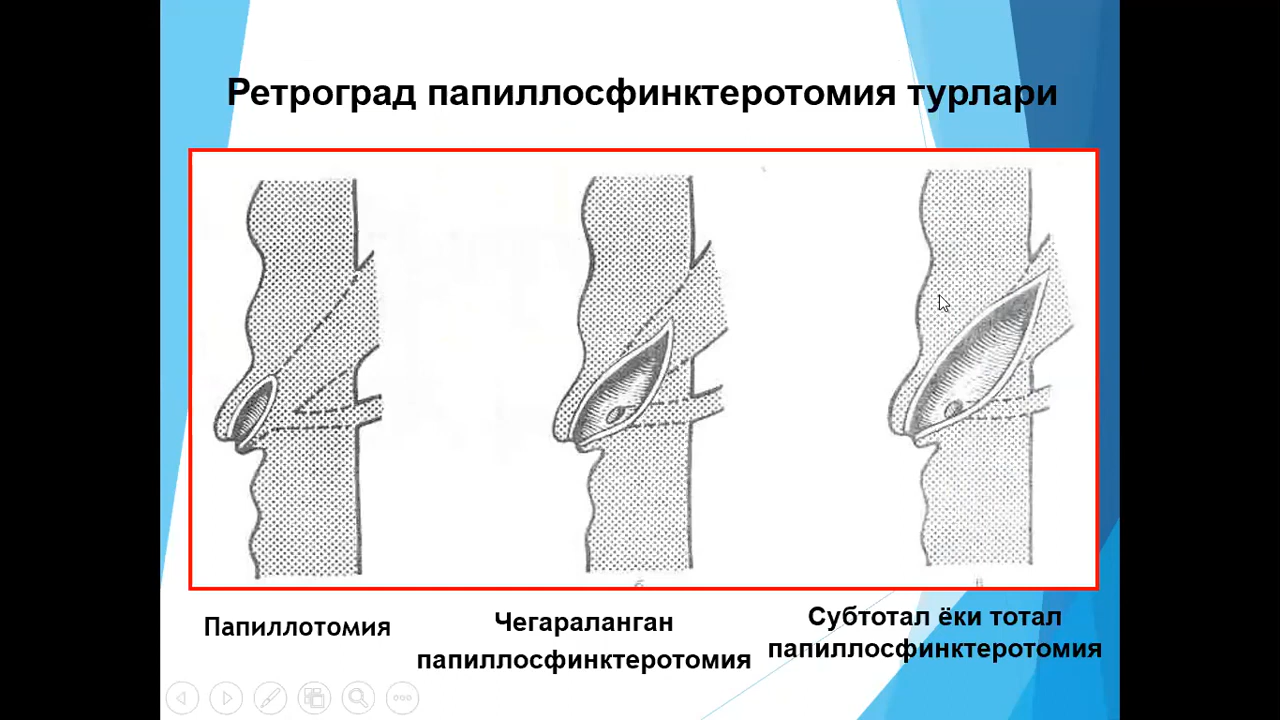 Ретроград папиллосфинктеротомия турлари
Папиллотомия
Чегараланган
папиллосфинктеротомия
Субтотал ёки тотал
папиллосфинктеротомия